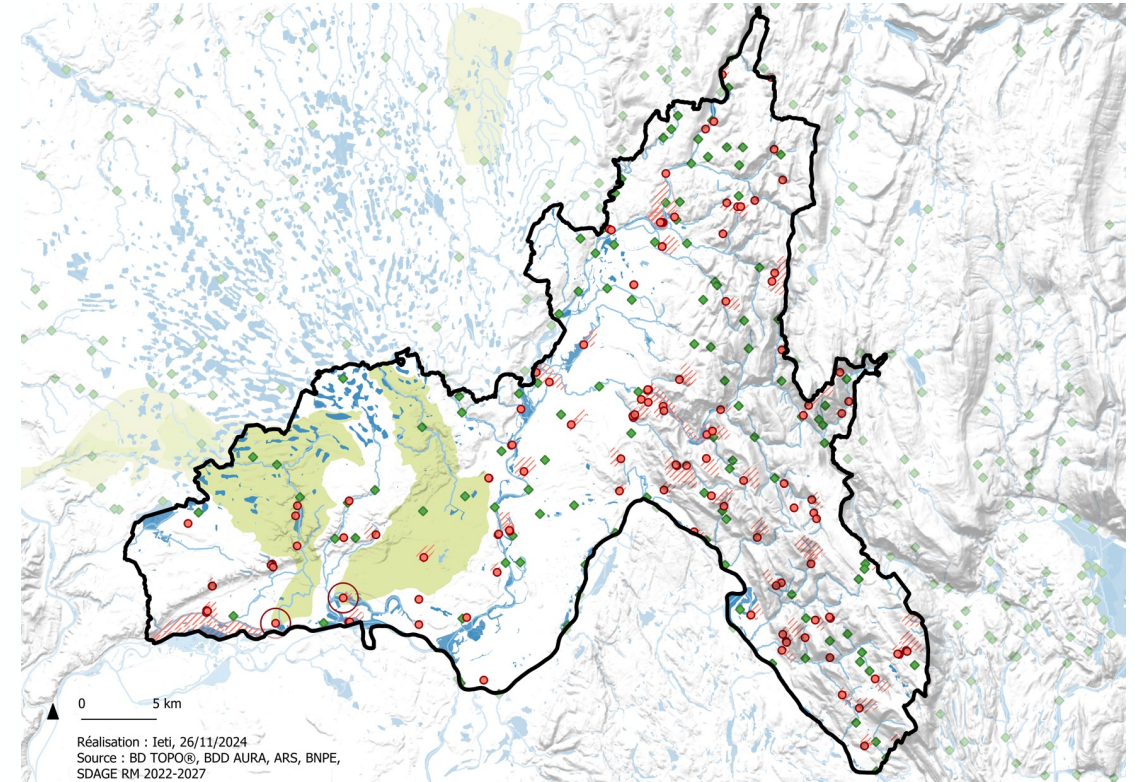 0
5 km
Réalisation : Ieti, 26/11/2024
Source : BD TOPO®, BDD AURA, ARS, BNPE,
SDAGE RM 2022-2027